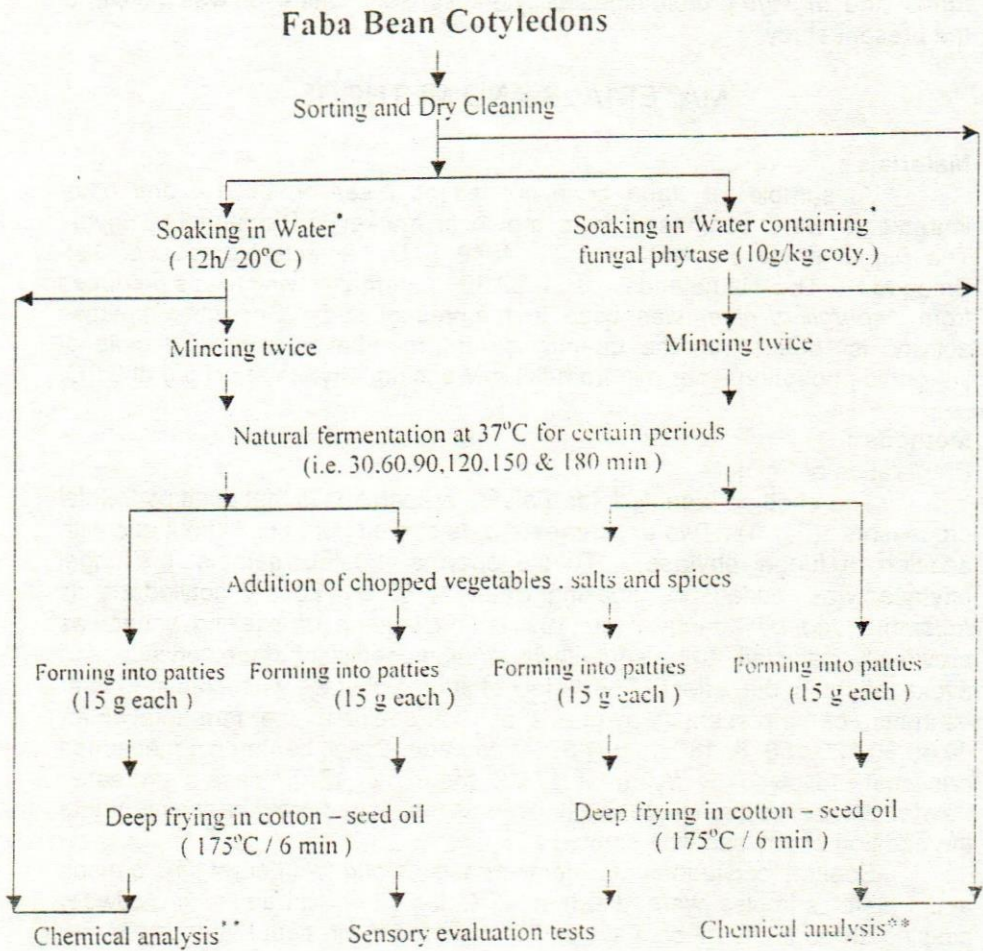 Faba Bean Cotyledons
Sorting and Dry Cleaning
Soaking in Water*
(12h/ 20°C )
Soaking in Water containing*
fungal phytase (10g/kg coty.)
Mincing twice
Mincing twice
Natural fermentation at 37°C for certain periods
(i.e. 30.60.90.120.150 & 180 min )
Addition of chopped vegetables . salts and spices
Forming into patties
(15 g each )
Forming into patties
(15 g each )
Forming into patties
(15 g each )
Forming into patties
(15 g each )
Deep frying in cotton – seed oil
( 175°C / 6 min )
Deep frying in cotton – seed oil
( 175°C / 6 min )
Chemical analysis**
Sensory evaluation tests
Chemical analysis**